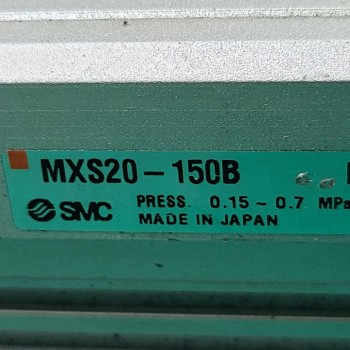 MXS20-150B
SMC PRESS. 0.15 ~ 0.7 MPa
MADE IN JAPAN